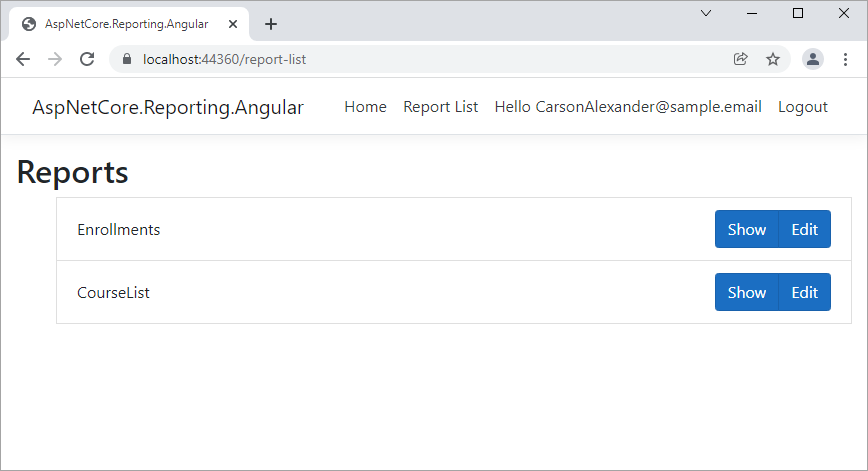 AspNetCore.Reporting.Angular
localhost:44360/report-list
AspNetCore.Reporting.Angular Home Report List Hello CarsonAlexander@sample.email Logout
Reports
Enrollments Show Edit
CourseList Show Edit